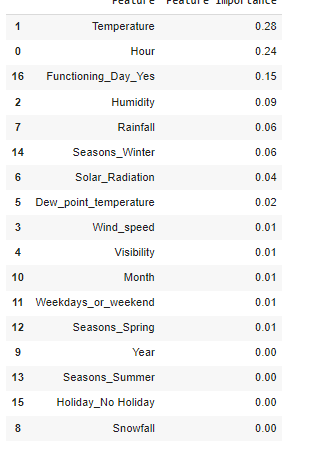 Feature Feature Importance
1 Temperature 0.28
0 Hour 0.24
16 Functioning_Day_Yes 0.15
2 Humidity 0.09
7 Rainfall 0.06
14 Seasons_Winter 0.06
6 Solar_Radiation 0.04
5 Dew_point_temperature 0.02
3 Wind_speed 0.01
4 Visibility 0.01
10 Month 0.01
11 Weekdays_or_weekend 0.01
12 Seasons_Spring 0.01
9 Year 0.00
13 Seasons_Summer 0.00
15 Holiday_No Holiday 0.00
8 Snowfall 0.00